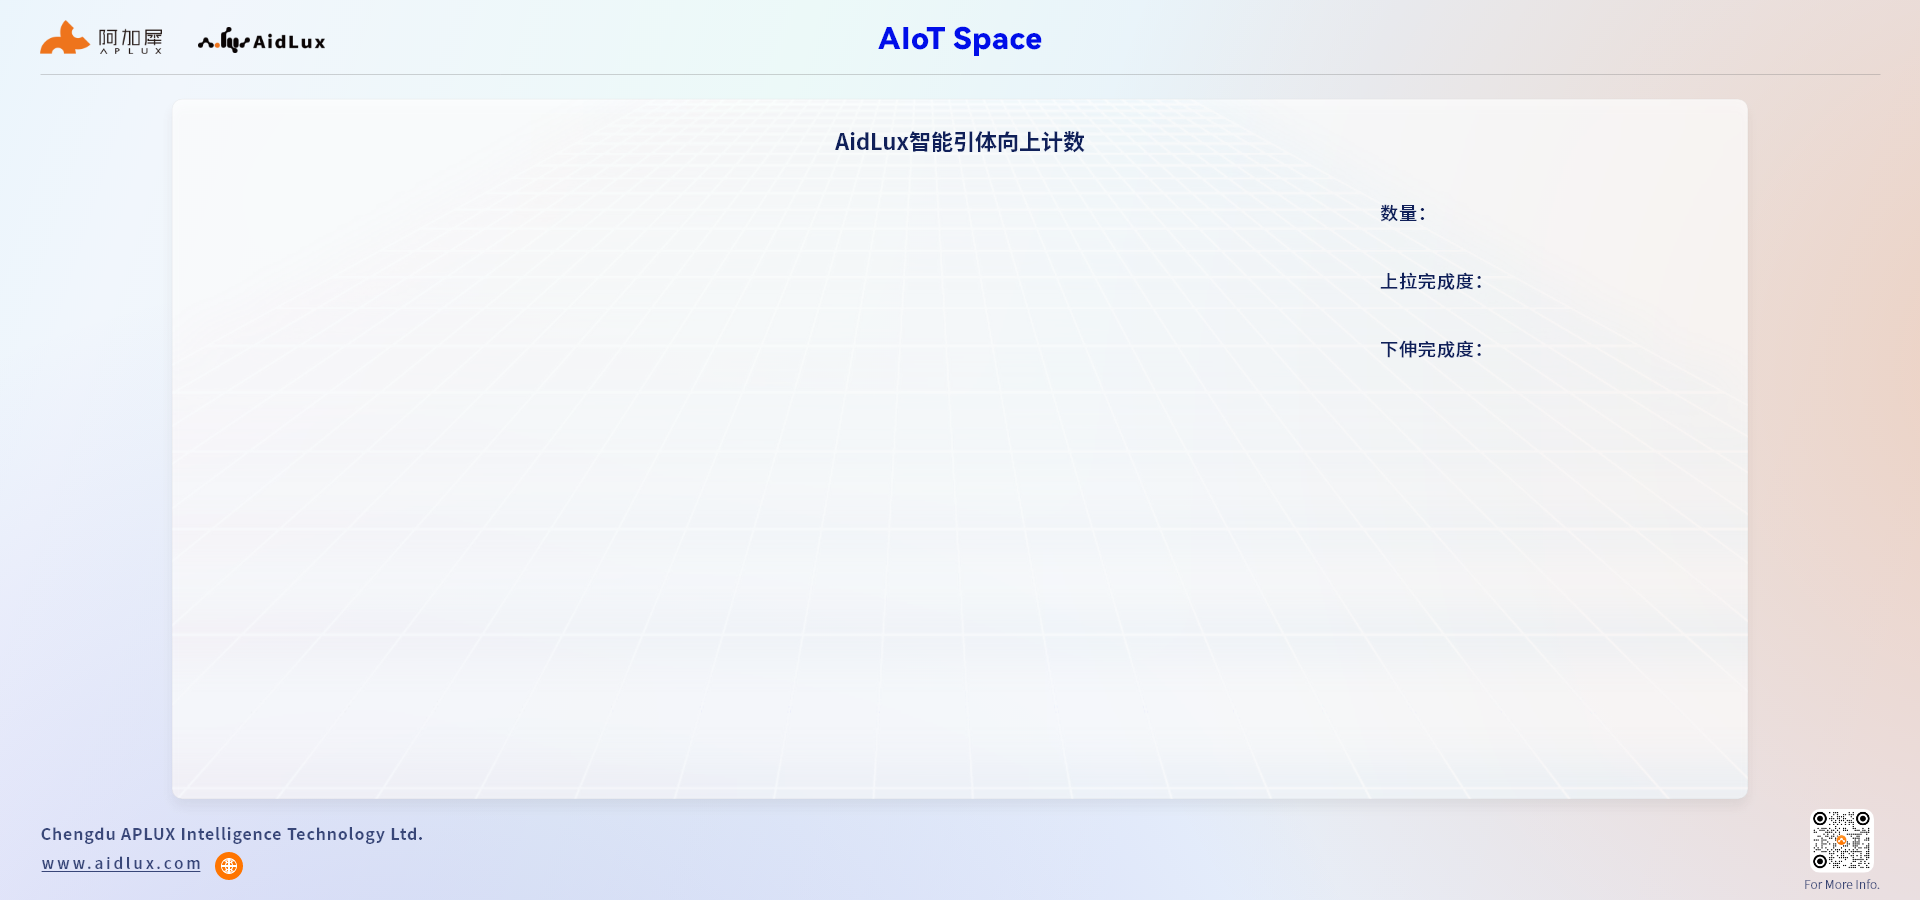 阿加犀
APLUX
AidLux
AIoT Space
AidLux智能引体向上计数
数量：
上拉完成度：
下伸完成度：
Chengdu APLUX Intelligence Technology Ltd.
www.aidlux.com
For More Info.